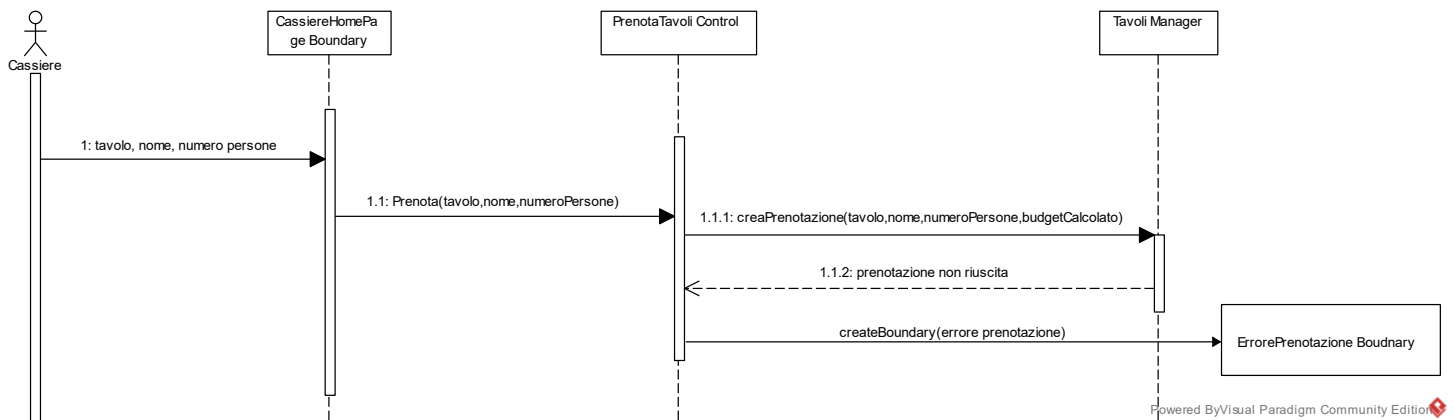 CassiereHomePa
ge Boundary
PrenotaTavoli Control
Tavoli Manager
Cassiere
1: tavolo, nome, numero persone
1.1: Prenota(tavolo,nome,numeroPersone)
1.1.1: creaPrenotazione(tavolo,nome,numeroPersone,budgetCalcolato)
1.1.2: prenotazione non riuscita
createBoundary(errore prenotazione)
ErrorePrenotazione Boudnary
Powered ByVisual Paradigm Community Edition